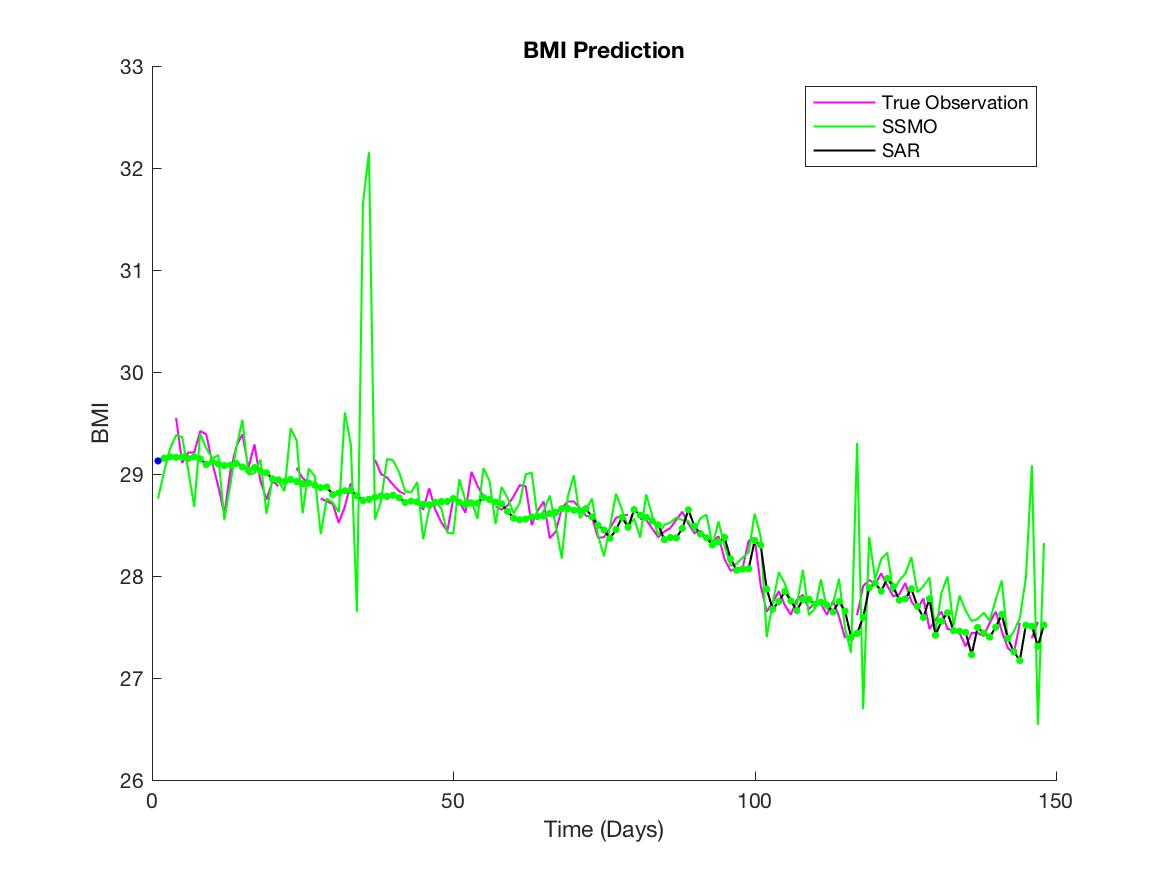 BMI Prediction
33
32
31
30
29
28
27
26
BMI
True Observation
SSMO
SAR
0
50
100
150
Time (Days)